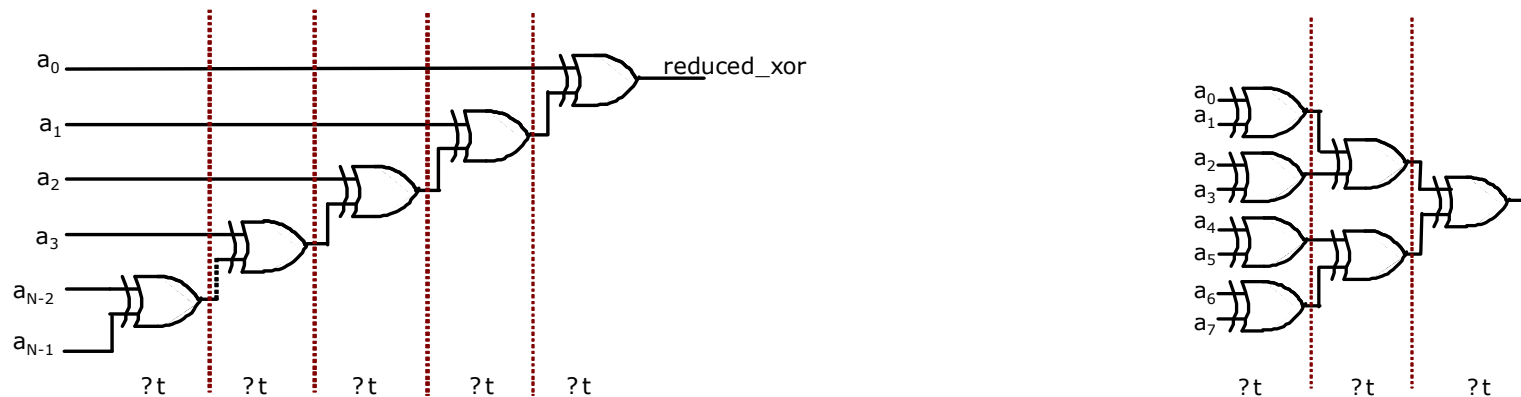 a₀
reduced_xor
a₁
a₂
a₃
aN-2
aN-1
?t ?t ?t ?t ?t
a₀
a₁
a₂
a₃
a₄
a₅
a₆
a₇
?t ?t ?t